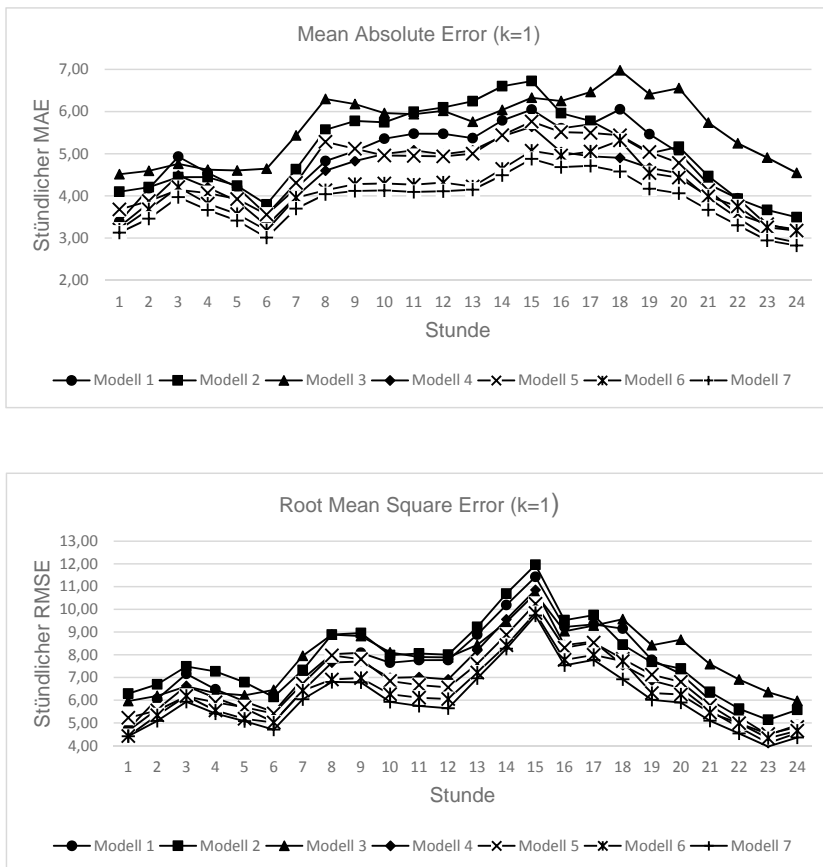 Mean Absolute Error (k=1)
7,00
6,00
5,00
4,00
3,00
2,00
Stündlicher MAE
1 2 3 4 5 6 7 8 9 10 11 12 13 14 15 16 17 18 19 20 21 22 23 24
Stunde
Modell 1 Modell 2 Modell 3 Modell 4 Modell 5 Modell 6 Modell 7
Root Mean Square Error (k=1)
13,00
12,00
11,00
10,00
9,00
8,00
7,00
6,00
5,00
4,00
Stündlicher RMSE
1 2 3 4 5 6 7 8 9 10 11 12 13 14 15 16 17 18 19 20 21 22 23 24
Stunde
Modell 1 Modell 2 Modell 3 Modell 4 Modell 5 Modell 6 Modell 7